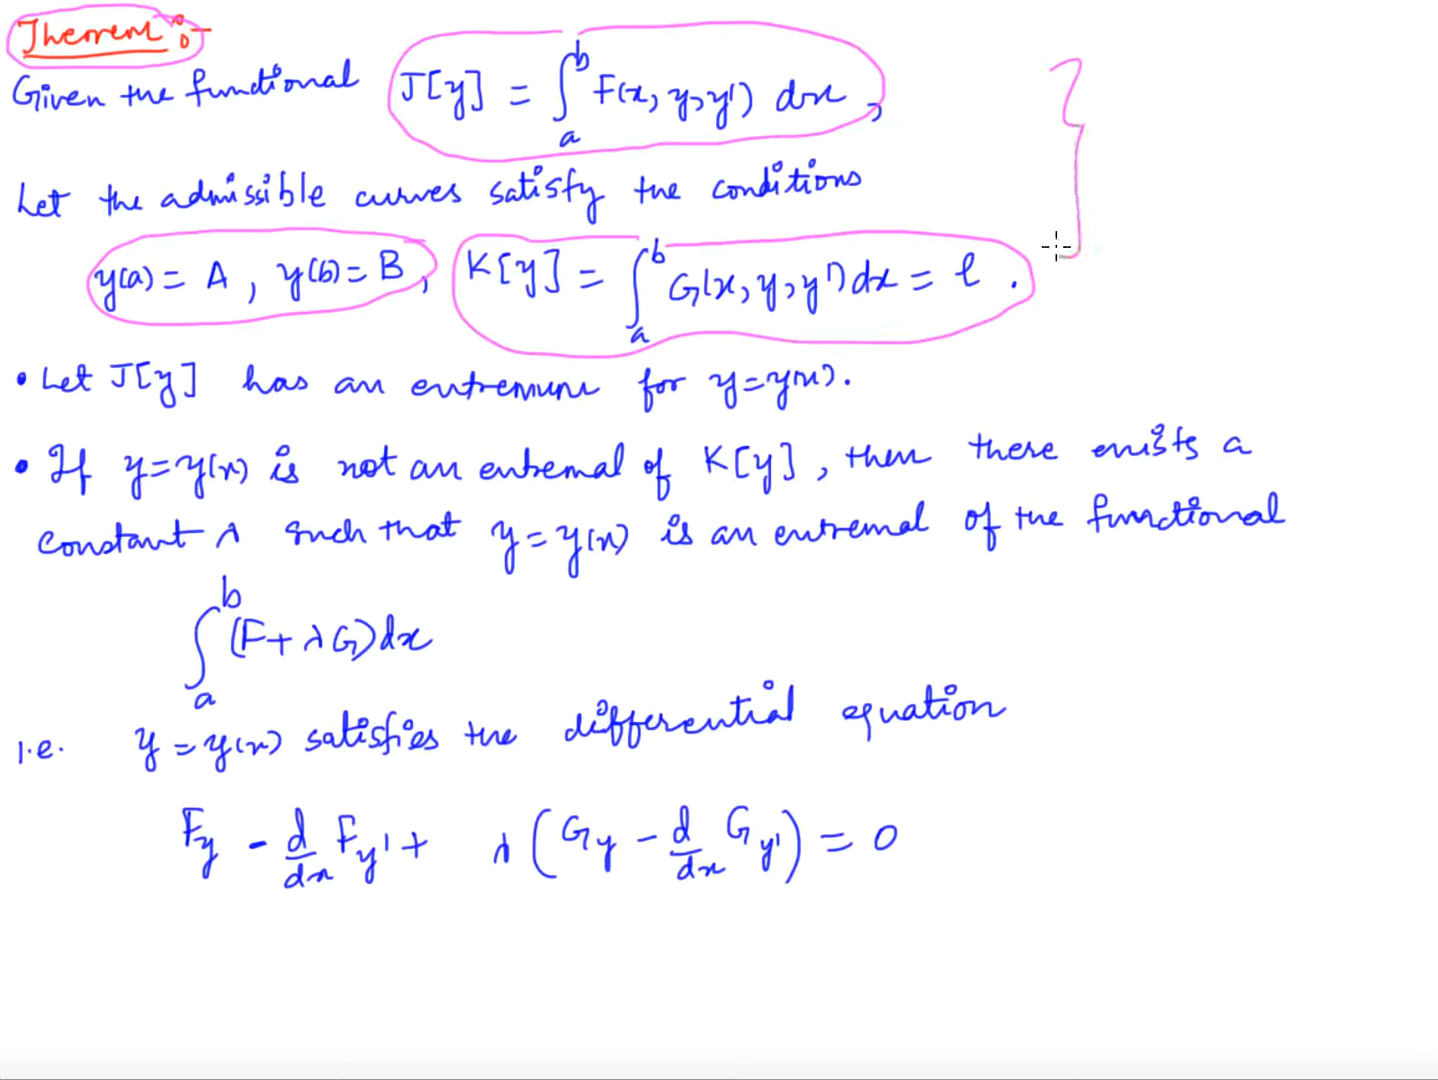 Theorem :-
Given the functional J[y] = ∫_a^b F(x, y, y') dx,
Let the admissible curves satisfy the conditions
y(a) = A, y(b) = B, K[y] = ∫_a^b G(x, y, y') dx = l.
• Let J[y] has an extremum for y = y(x).
• If y = y(x) is not an extremal of K[y], then there exists a
constant λ such that y = y(x) is an extremal of the functional
∫_a^b (F + λG) dx
i.e. y = y(x) satisfies the differential equation
F_y - d/dx F_y' + λ (G_y - d/dx G_y') = 0